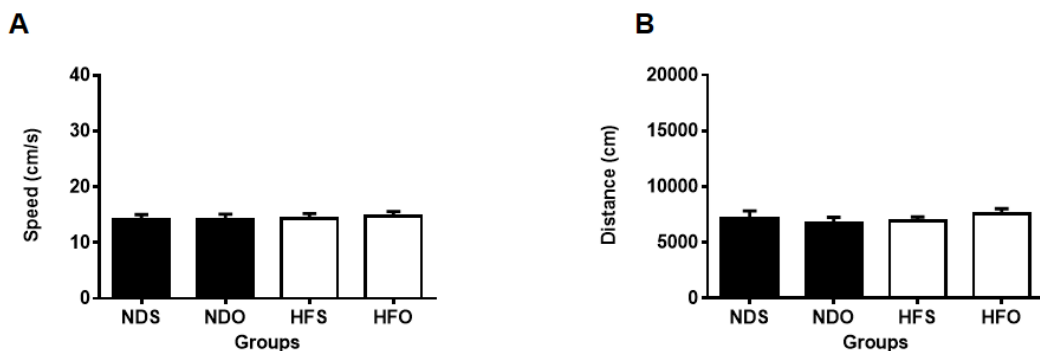 A
Speed (cm/s)
40
30
20
10
0
NDS NDO HFS HFO
Groups
B
Distance (cm)
20000
15000
10000
5000
0
NDS NDO HFS HFO
Groups